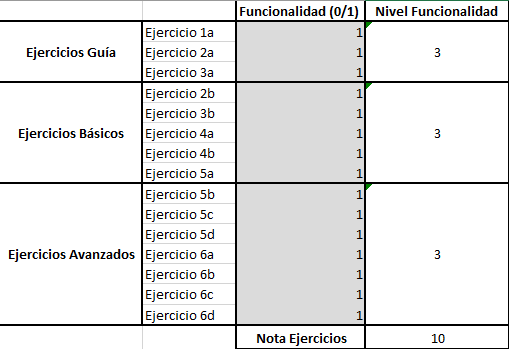 Funcionalidad (0/1) Nivel Funcionalidad
Ejercicios Guía
Ejercicio 1a 1
Ejercicio 2a 1
Ejercicio 3a 1
3
Ejercicios Básicos
Ejercicio 2b 1
Ejercicio 3b 1
Ejercicio 4a 1
Ejercicio 4b 1
Ejercicio 5a 1
3
Ejercicios Avanzados
Ejercicio 5b 1
Ejercicio 5c 1
Ejercicio 5d 1
Ejercicio 6a 1
Ejercicio 6b 1
Ejercicio 6c 1
Ejercicio 6d 1
3
Nota Ejercicios 10